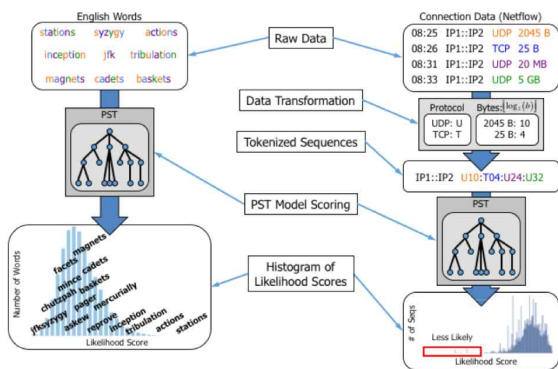 English Words
stations syzygy actions
inception jfk tribulation
magnets cadets baskets
PST
Number of Words
magnets
facets
cadets
mince
baskets
chutzpah
mercurially
pager
jfksyzygy
askew
reprove
inception
tribulation
actions
stations
Likelihood Score
Raw Data
Data Transformation
Tokenized Sequences
PST Model Scoring
Histogram of
Likelihood Scores
Connection Data (Netflow)
08:25 IP1::IP2 UDP 2045 B
08:26 IP1::IP2 TCP 25 B
08:31 IP1::IP2 UDP 20 MB
08:33 IP1::IP2 UDP 5 GB
Protocol Bytes:⌊log₂(b)⌋
UDP: U 2045 B: 10
TCP: T 25 B: 4
IP1::IP2 U10:T04:U24:U32
PST
# of Seqs
Less Likely
Likelihood Score